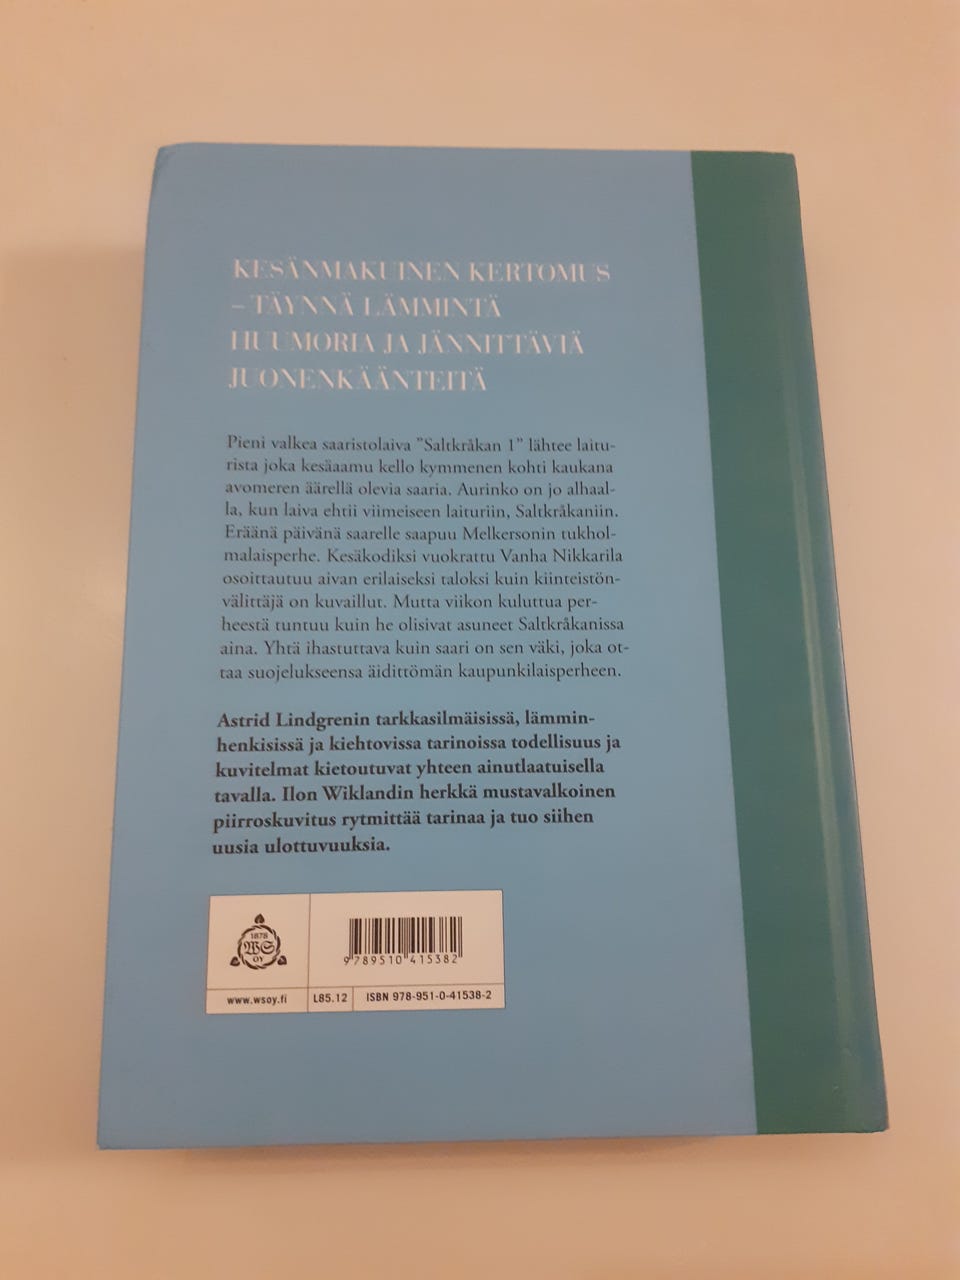 KESÄNMAKUINEN KERTOMUS
– TÄYNNÄ LÄMMINTÄ
HUUMORIA JA JÄNNITTÄVIÄ
JUONENKÄÄNTEITÄ
Pieni valkea saaristolaiva ”Saltkråkan 1” lähtee laitu-
rista joka kesäaamu kello kymmenen kohti kaukana
avomeren äärellä olevia saaria. Aurinko on jo alhaal-
la, kun laiva ehtii viimeiseen laituriin, Saltkråkaniin.
Eräänä päivänä saarelle saapuu Melkersonin tukhol-
malaisperhe. Kesäkodiksi vuokrattu Vanha Nikkarila
osoittautuu aivan erilaiseksi taloksi kuin kiinteistön-
välittäjä on kuvaillut. Mutta viikon kuluttua per-
heestä tuntuu kuin he olisivat asuneet Saltkråkanissa
aina. Yhtä ihastuttava kuin saari on sen väki, joka ot-
taa suojelukseensa äidittömän kaupunkilaisperheen.
Astrid Lindgrenin tarkkasilmäisissä, lämmin-
henkisissä ja kiehtovissa tarinoissa todellisuus ja
kuvitelmat kietoutuvat yhteen ainutlaatuisella
tavalla. Ilon Wiklandin herkkä mustavalkoinen
piirroskuvitus rytmittää tarinaa ja tuo siihen
uusia ulottuvuuksia.
1878
WS
OY
9 789510 415382
www.wsoy.fi L85.12 ISBN 978-951-0-41538-2